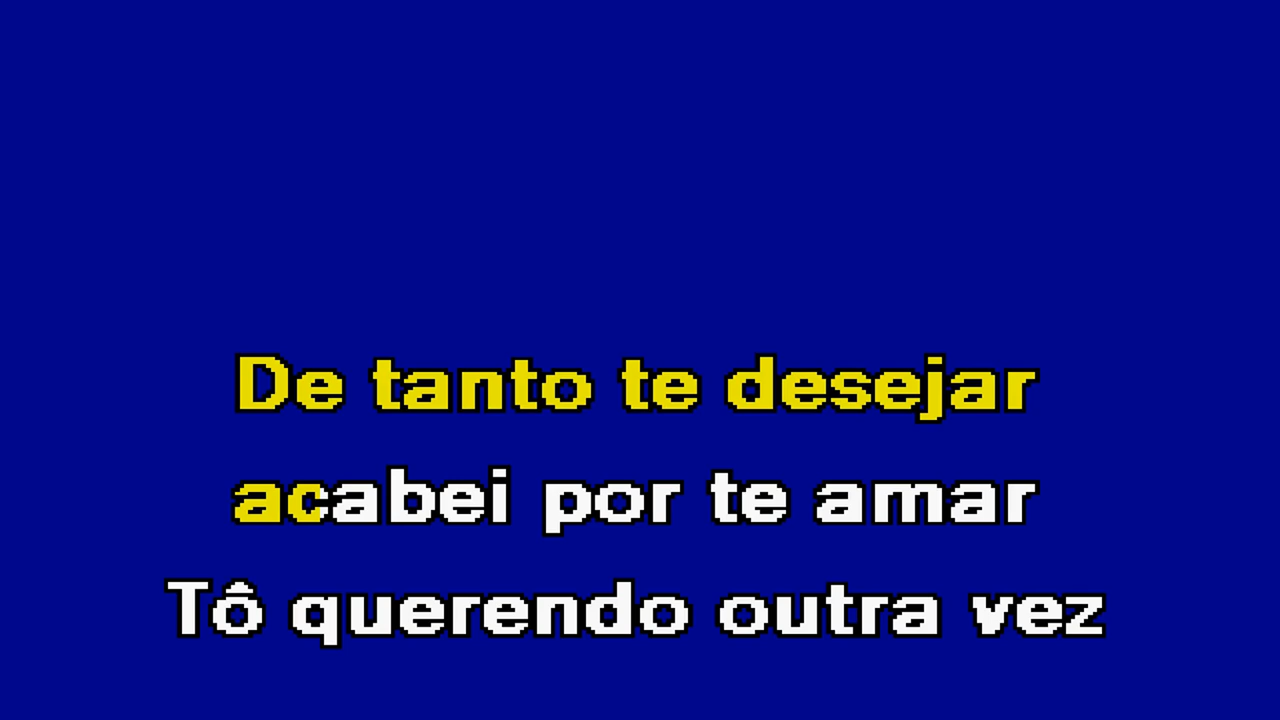 De tanto te desejar
acabei por te amar
Tô querendo outra vez